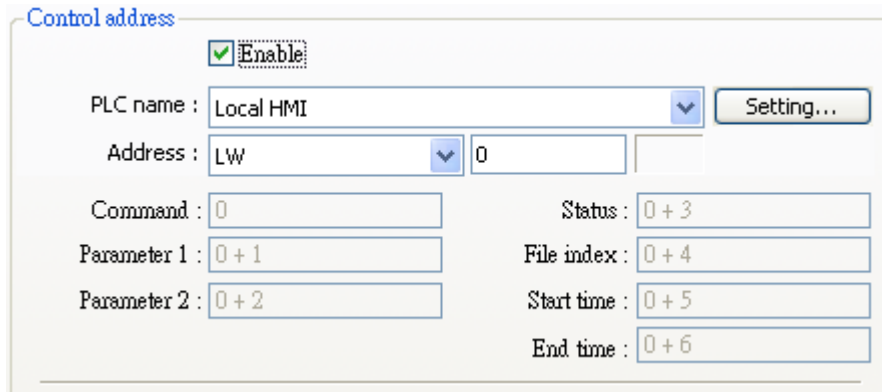 Control address
Enable
PLC name : Local HMI Setting...
Address : LW 0
Command : 0 Status : 0 + 3
Parameter 1 : 0 + 1 File index : 0 + 4
Parameter 2 : 0 + 2 Start time : 0 + 5
End time : 0 + 6